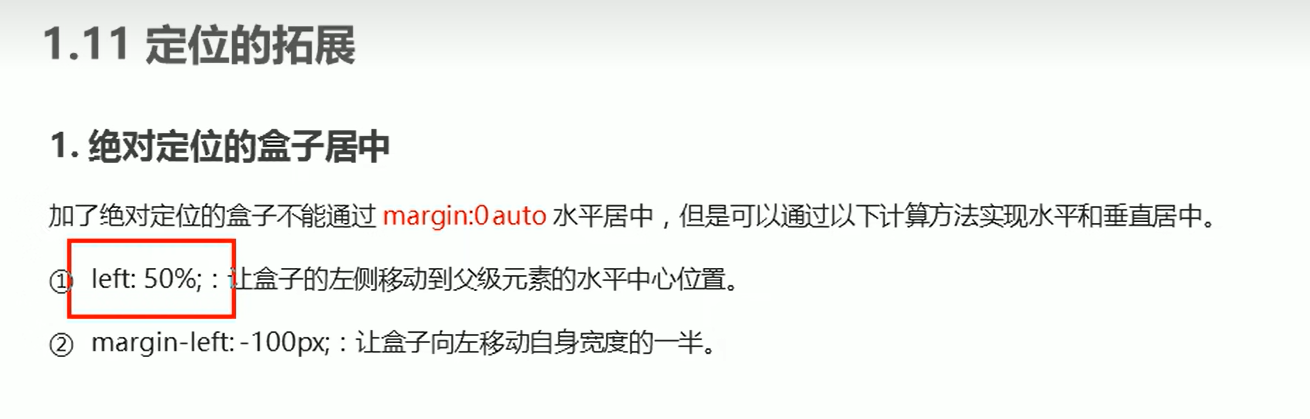 1.11 定位的拓展
1. 绝对定位的盒子居中
加了绝对定位的盒子不能通过 margin:0 auto 水平居中，但是可以通过以下计算方法实现水平和垂直居中。
① left: 50%;：让盒子的左侧移动到父级元素的水平中心位置。
② margin-left: -100px;：让盒子向左移动自身宽度的一半。